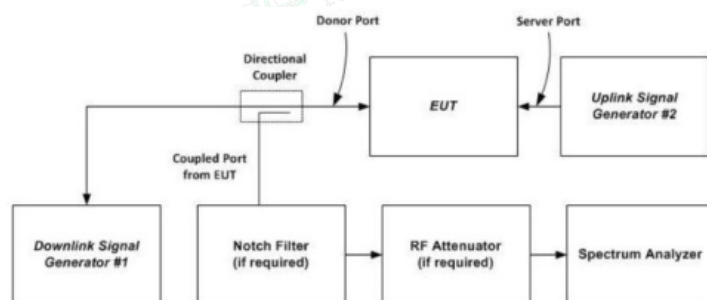 Donor Port
Server Port
Directional
Coupler
EUT
Uplink Signal
Generator #2
Coupled Port
from EUT
Downlink Signal
Generator #1
Notch Filter
(if required)
RF Attenuator
(if required)
Spectrum Analyzer